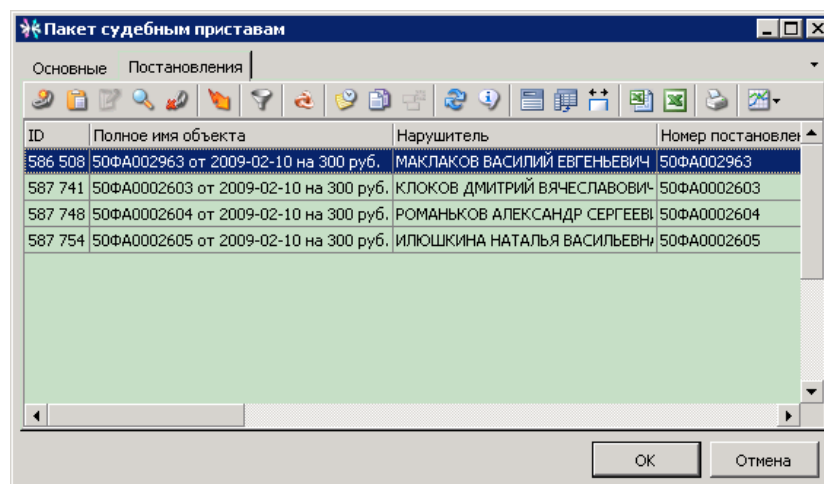 Пакет судебным приставам
Основные Постановления
ID Полное имя объекта Нарушитель Номер постановлен
586 508 50ФА002963 от 2009-02-10 на 300 руб. МАКЛАКОВ ВАСИЛИЙ ЕВГЕНЬЕВИЧ 50ФА002963
587 741 50ФА0002603 от 2009-02-10 на 300 руб. КЛОКОВ ДМИТРИЙ ВЯЧЕСЛАВОВИЧ 50ФА0002603
587 748 50ФА0002604 от 2009-02-10 на 300 руб. РОМАНЬКОВ АЛЕКСАНДР СЕРГЕЕВ 50ФА0002604
587 754 50ФА0002605 от 2009-02-10 на 300 руб. ИЛЮШКИНА НАТАЛЬЯ ВАСИЛЬЕВН 50ФА0002605
ОК Отмена